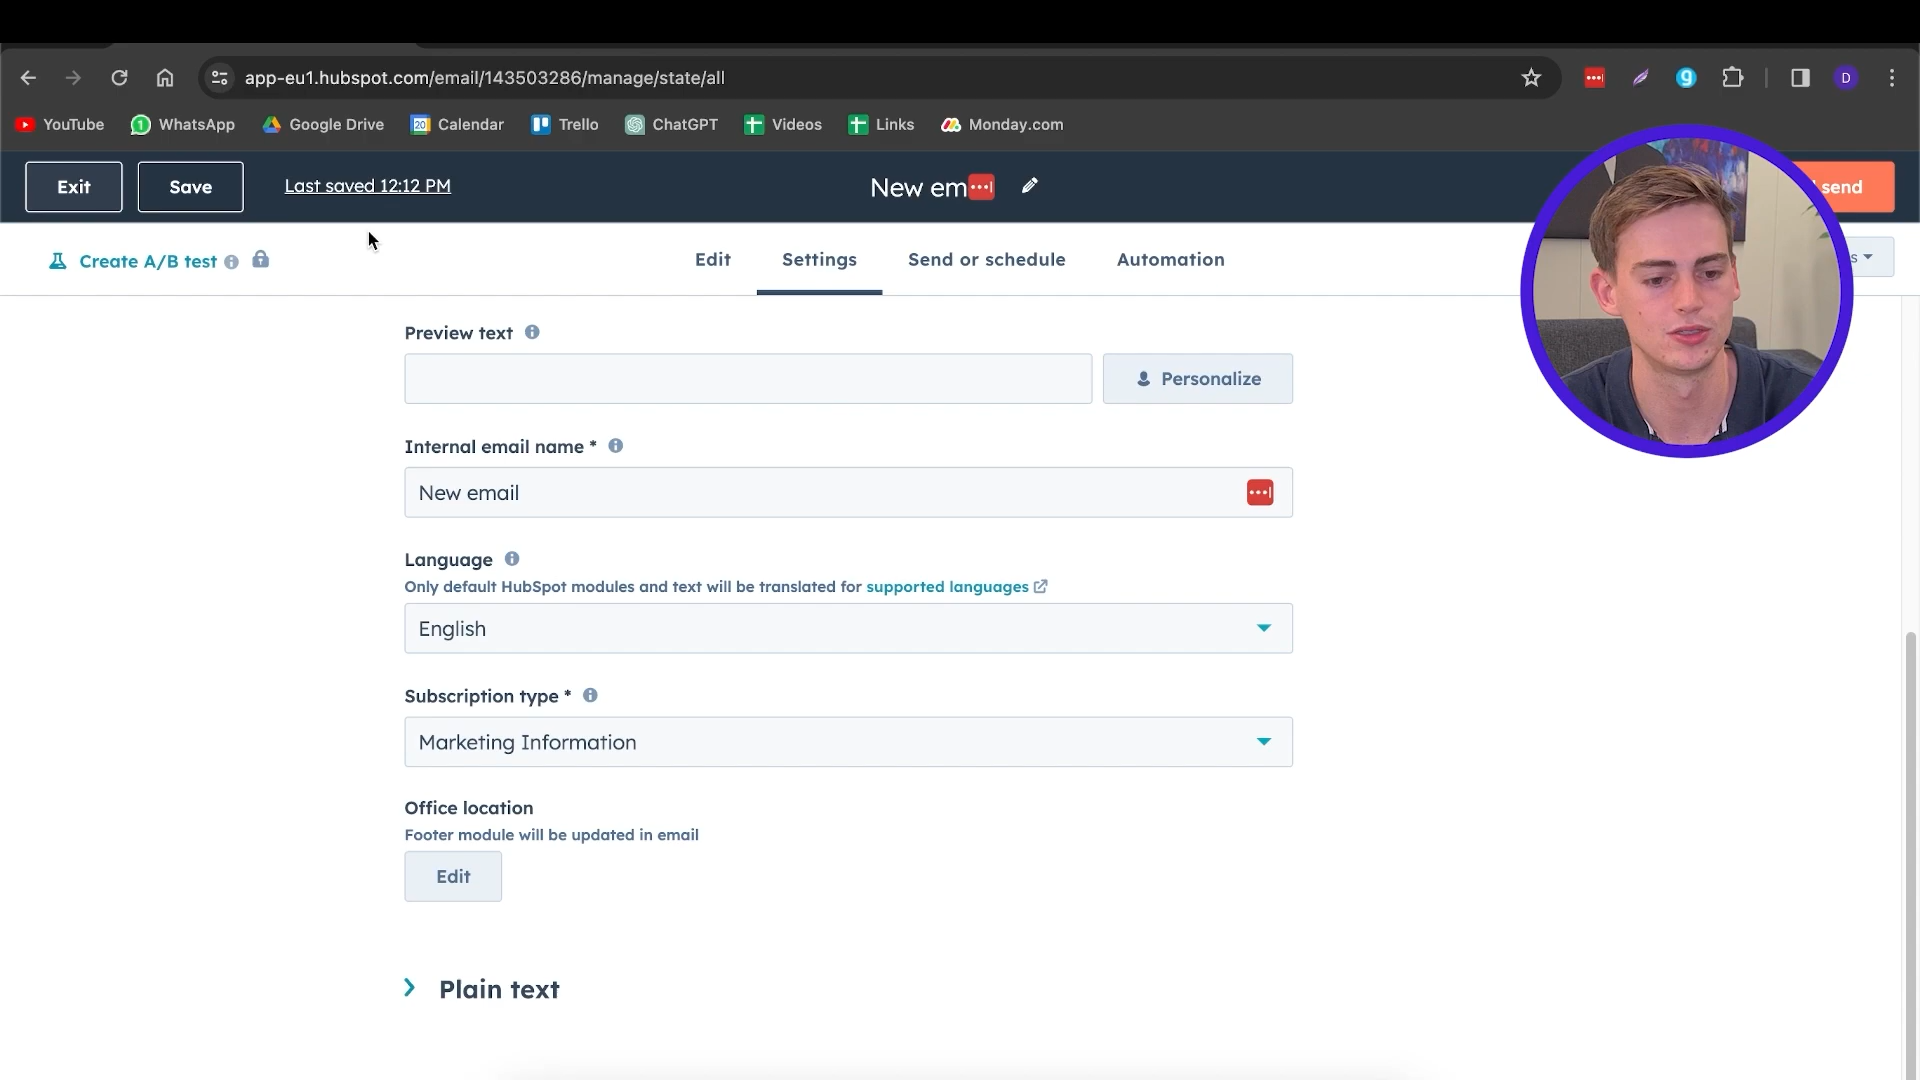 app-eu1.hubspot.com/email/143503286/manage/state/all
D
YouTube
WhatsApp
Google Drive
Calendar
Trello
ChatGPT
Videos
Links
Monday.com
Exit
Save
Last saved 12:12 PM
New em
send
Create A/B test
Edit
Settings
Send or schedule
Automation
Preview text
Personalize
Internal email name *
New email
Language
Only default HubSpot modules and text will be translated for supported languages
English
Subscription type *
Marketing Information
Office location
Footer module will be updated in email
Edit
Plain text